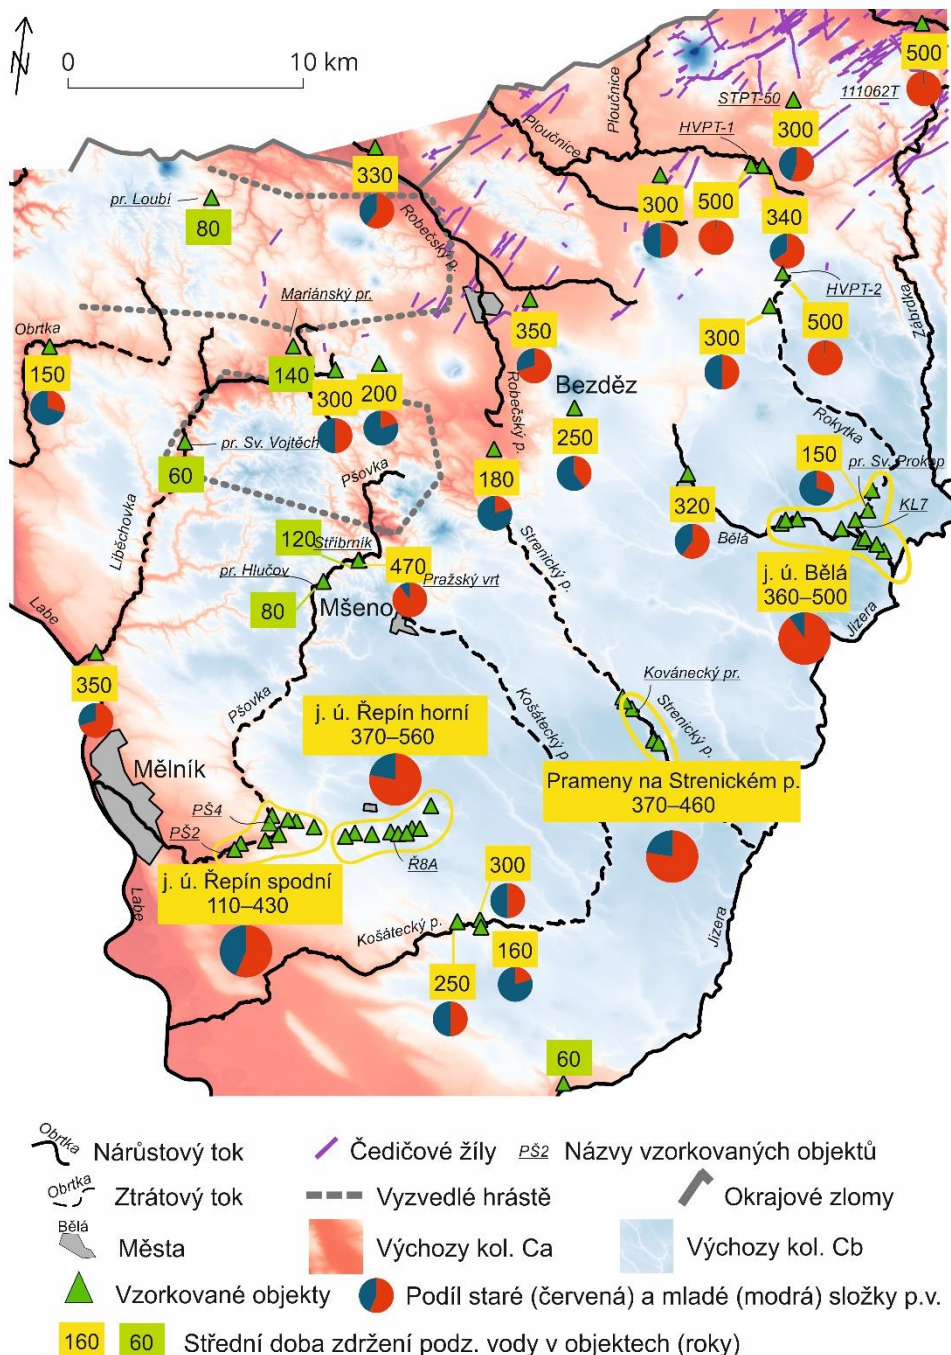 N
0
10 km
500
111062T
STPT-50
Ploučnice
Ploučnice
HVPT-1
300
330
pr. Loubí
80
300
500
340
Robečský p.
HVPT-2
Zábrdka
Mariánský pr.
Obrtka
150
140
300
200
350
Robečský p.
Bezděz
300
500
Rokytka
pr. Sv. Vojtěch
60
Pšovka
180
250
150
pr. Sv. Prokop
320
KL7
Bělá
Liběchovka
120
Stříbrník
pr. Hlučov
80
470
Pražský vrt
Mšeno
Strenický p.
j. ú. Bělá
360–500
Jizera
Labe
350
Pšovka
Kovánecký pr.
j. ú. Řepín horní
370–560
Košátecký p.
Strenický p.
Mělník
Prameny na Strenickém p.
370–460
PŠ4
PŠ2
Ř8A
j. ú. Řepín spodní
110–430
Labe
300
Košátecký p.
160
250
Jizera
60
Obrtka
Nárůstový tok
Čedičové žíly
PŠ2
Názvy vzorkovaných objektů
Obrtka
Ztrátový tok
Vyzvedlé hrástě
Okrajové zlomy
Bělá
Města
Výchozy kol. Ca
Výchozy kol. Cb
Vzorkované objekty
Podíl staré (červená) a mladé (modrá) složky p.v.
160
60
Střední doba zdržení podz. vody v objektech (roky)